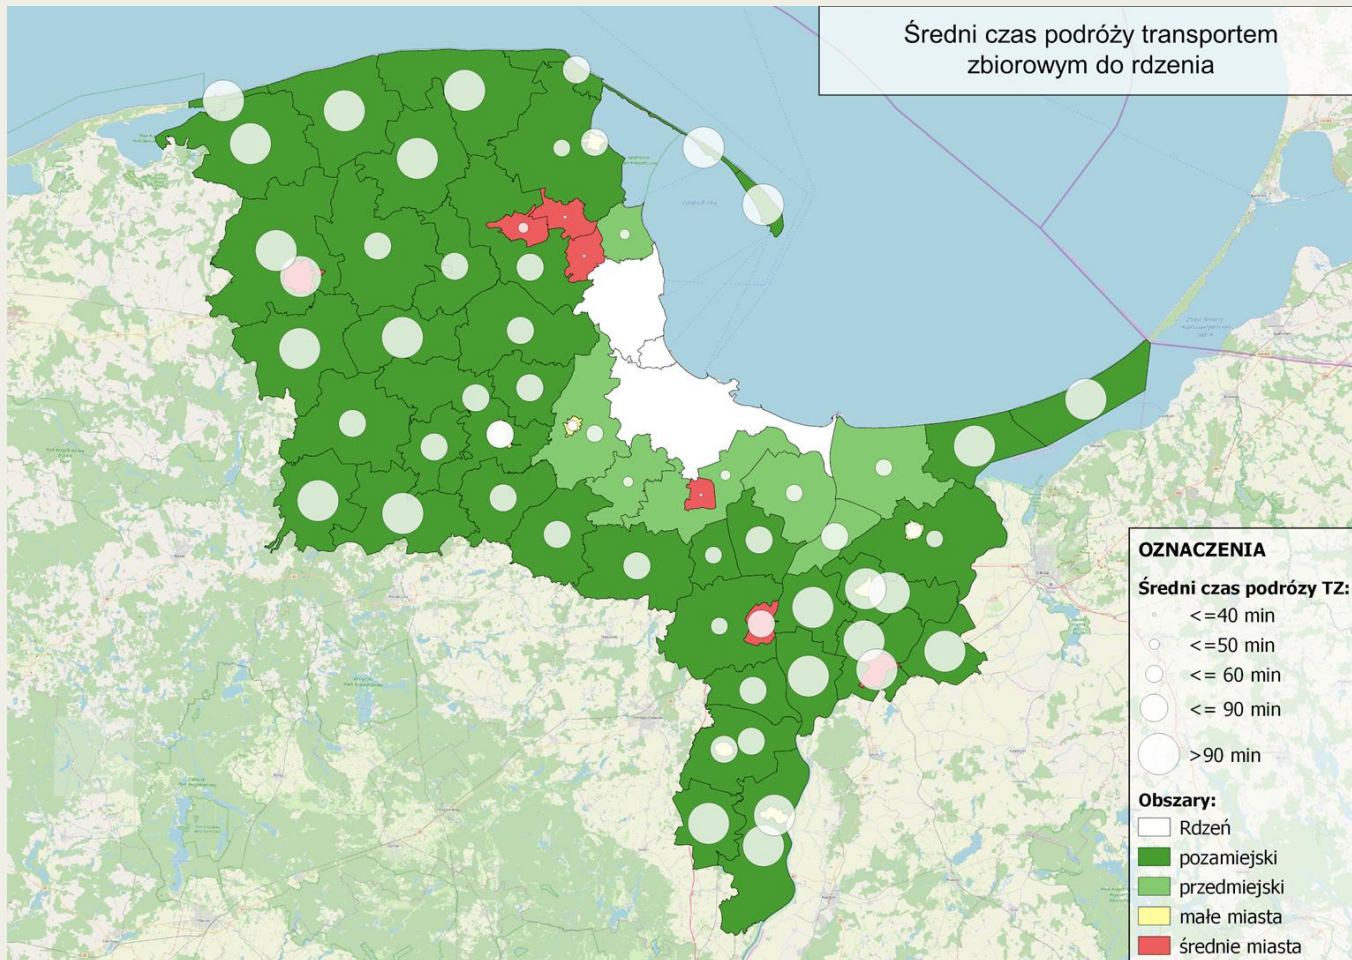 Średni czas podróży transportem
zbiorowym do rdzenia
OZNACZENIA
Średni czas podróży TZ:
<=40 min
<=50 min
<= 60 min
<= 90 min
>90 min
Obszary:
Rdzeń
pozamiejski
przedmiejski
małe miasta
średnie miasta